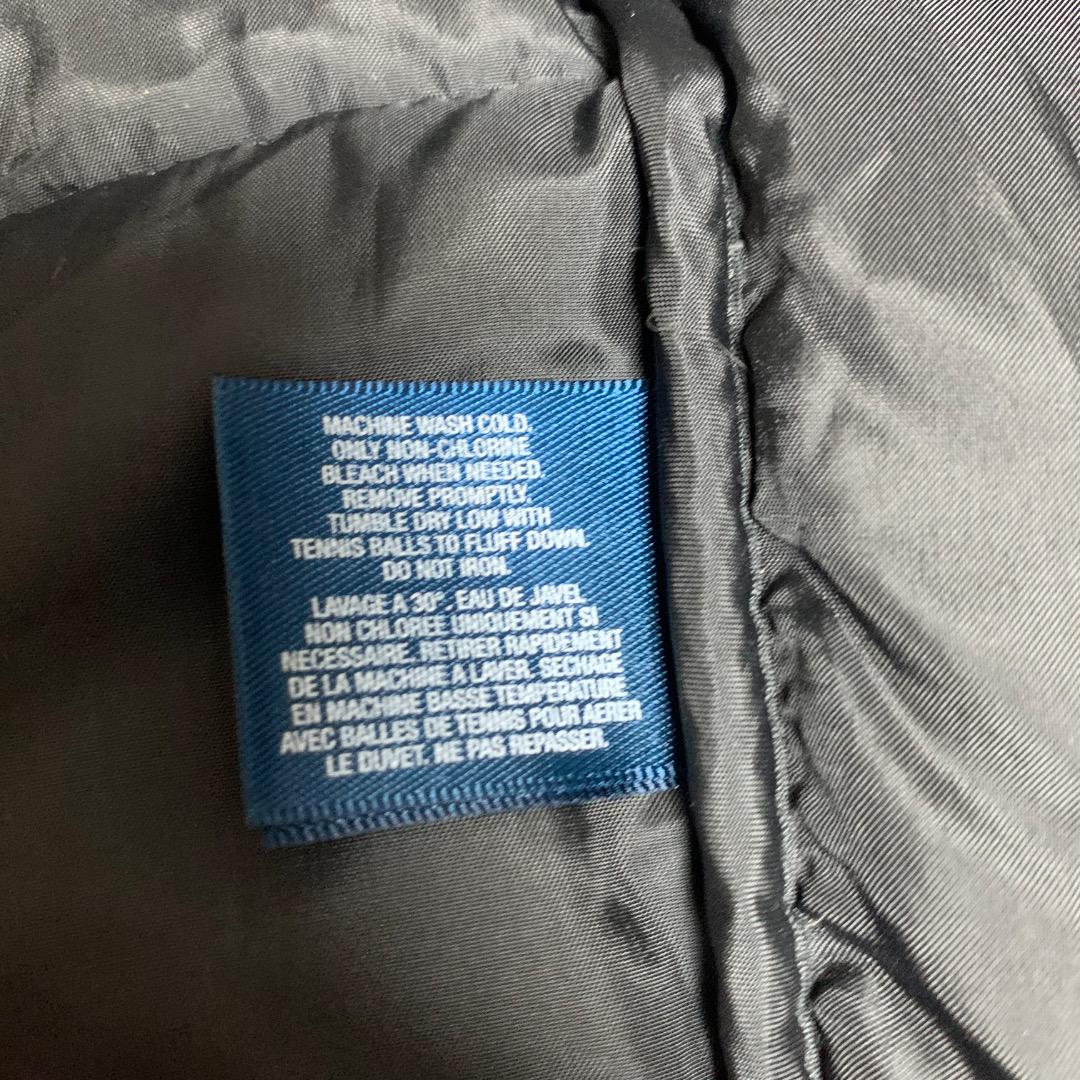 MACHINE WASH COLD.
ONLY NON-CHLORINE
BLEACH WHEN NEEDED.
REMOVE PROMPTLY.
TUMBLE DRY LOW WITH
TENNIS BALLS TO FLUFF DOWN.
DO NOT IRON.
LAVAGE A 30°. EAU DE JAVEL
NON CHLOREE UNIQUEMENT SI
NECESSAIRE. RETIRER RAPIDEMENT
DE LA MACHINE A LAVER. SECHAGE
EN MACHINE BASSE TEMPERATURE
AVEC BALLES DE TENNIS POUR AERER
LE DUVET. NE PAS REPASSER.